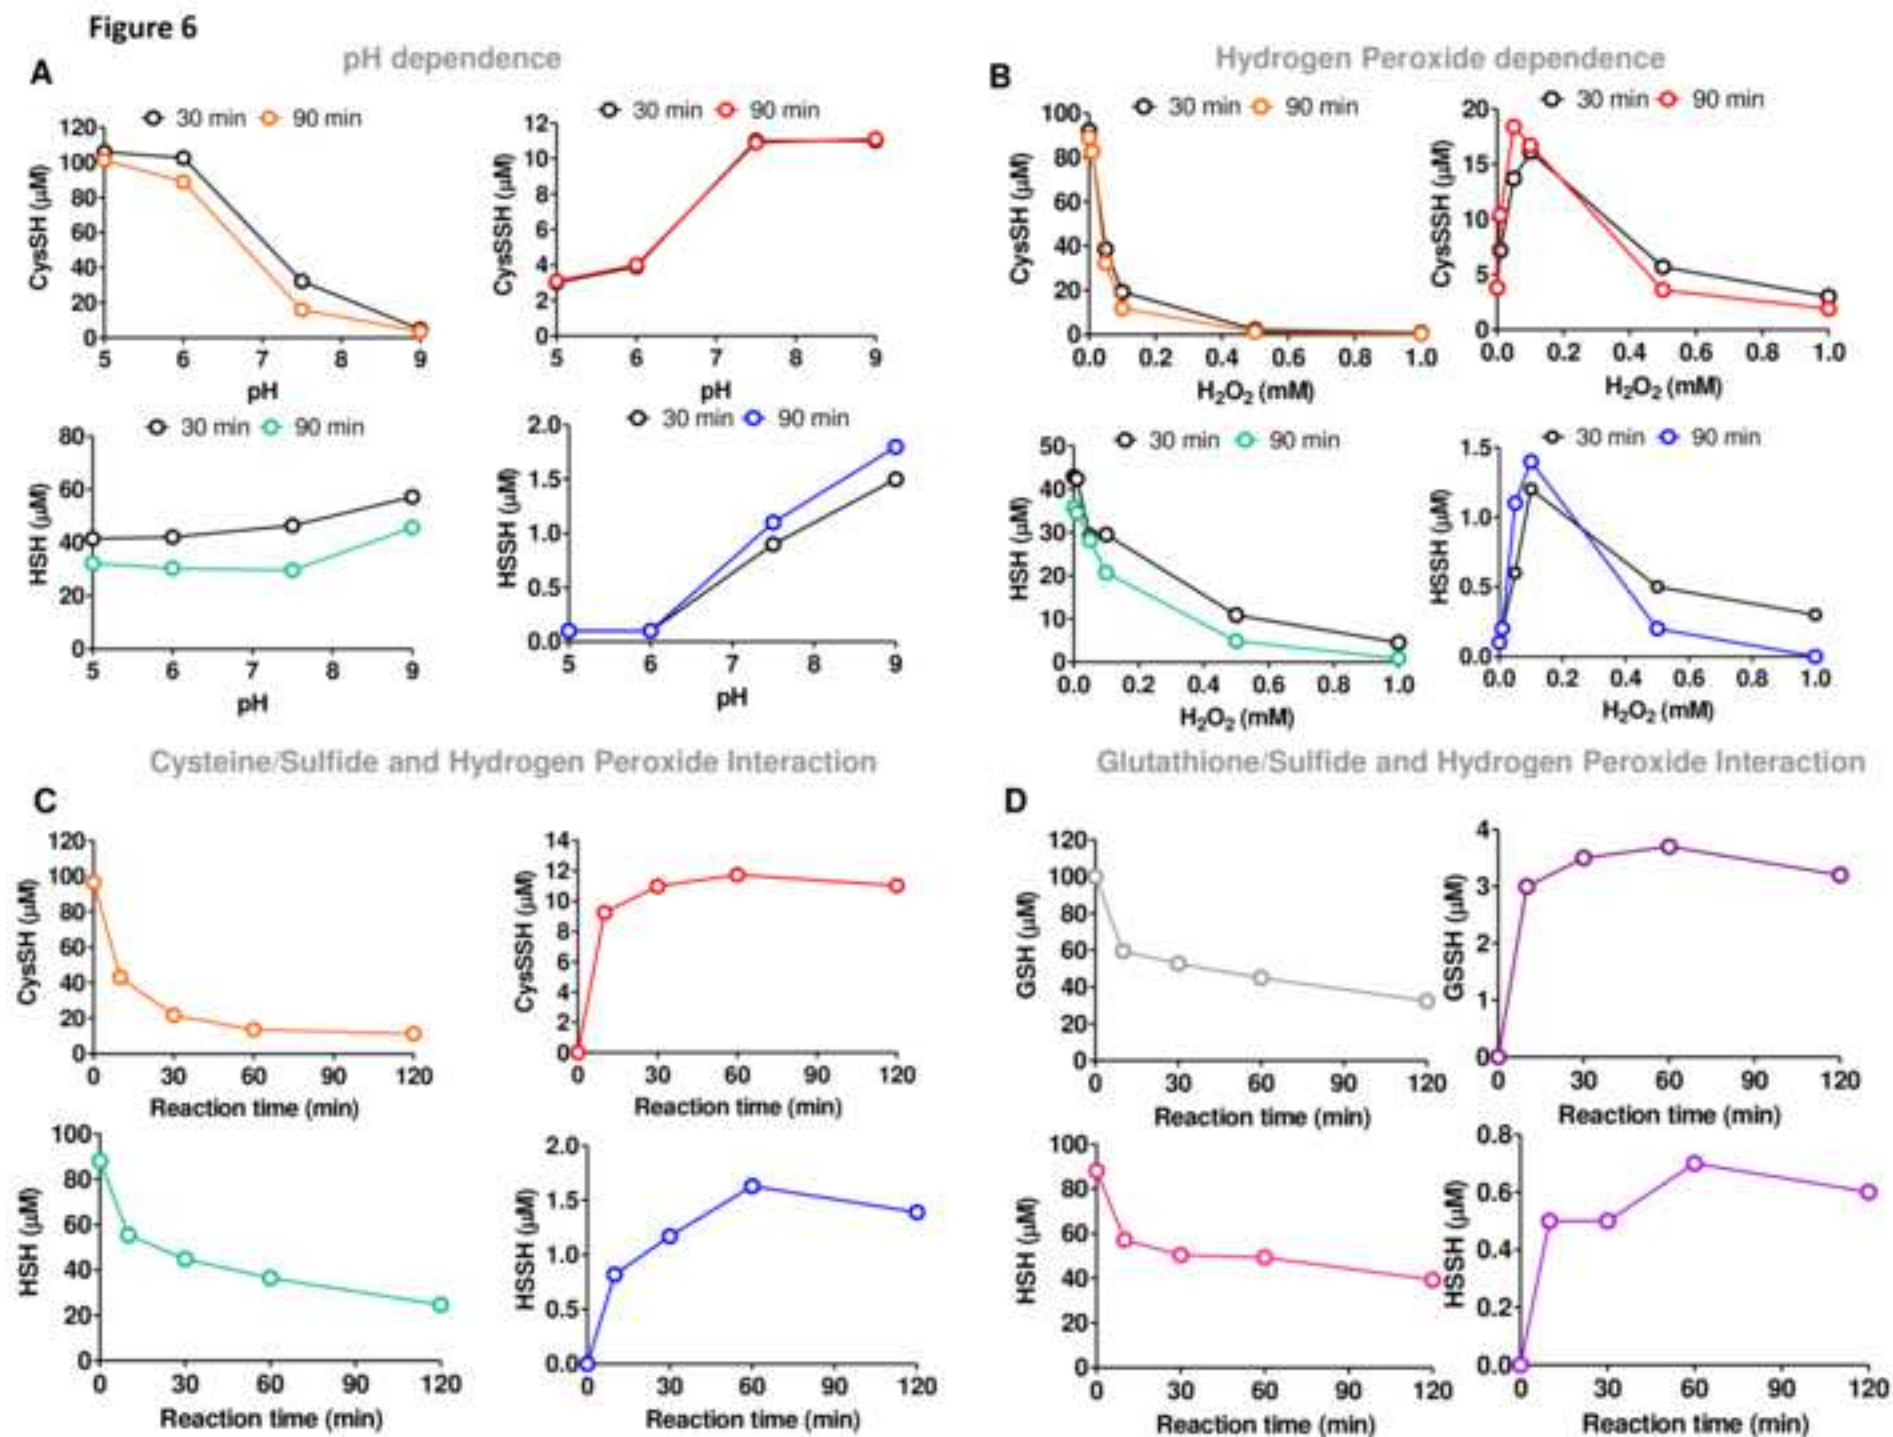 Figure 6
A
pH dependence
30 min 90 min
120
100
80
60
40
20
0
CysSH (µM)
5 6 7 8 9
pH
30 min 90 min
12
10
8
6
4
2
0
CysSSH (µM)
5 6 7 8 9
pH
30 min 90 min
80
60
40
20
0
HSH (µM)
5 6 7 8 9
pH
30 min 90 min
2.0
1.5
1.0
0.5
0.0
HSSH (µM)
5 6 7 8 9
pH
B
Hydrogen Peroxide dependence
30 min 90 min
100
80
60
40
20
0
CysSH (µM)
0.0 0.2 0.4 0.6 0.8 1.0
H₂O₂ (mM)
30 min 90 min
20
15
10
5
0
CysSSH (µM)
0.0 0.2 0.4 0.6 0.8 1.0
H₂O₂ (mM)
30 min 90 min
50
40
30
20
10
0
HSH (µM)
0.0 0.2 0.4 0.6 0.8 1.0
H₂O₂ (mM)
30 min 90 min
1.5
1.0
0.5
0.0
HSSH (µM)
0.0 0.2 0.4 0.6 0.8 1.0
H₂O₂ (mM)
Cysteine/Sulfide and Hydrogen Peroxide Interaction
C
120
100
80
60
40
20
0
CysSH (µM)
0 30 60 90 120
Reaction time (min)
14
12
10
8
6
4
2
0
CysSSH (µM)
0 30 60 90 120
Reaction time (min)
100
80
60
40
20
0
HSH (µM)
0 30 60 90 120
Reaction time (min)
2.0
1.5
1.0
0.5
0.0
HSSH (µM)
0 30 60 90 120
Reaction time (min)
Glutathione/Sulfide and Hydrogen Peroxide Interaction
D
120
100
80
60
40
20
0
GSH (µM)
0 30 60 90 120
Reaction time (min)
4
3
2
1
0
GSSH (µM)
0 30 60 90 120
Reaction time (min)
100
80
60
40
20
0
HSH (µM)
0 30 60 90 120
Reaction time (min)
0.8
0.6
0.4
0.2
0.0
HSSH (µM)
0 30 60 90 120
Reaction time (min)